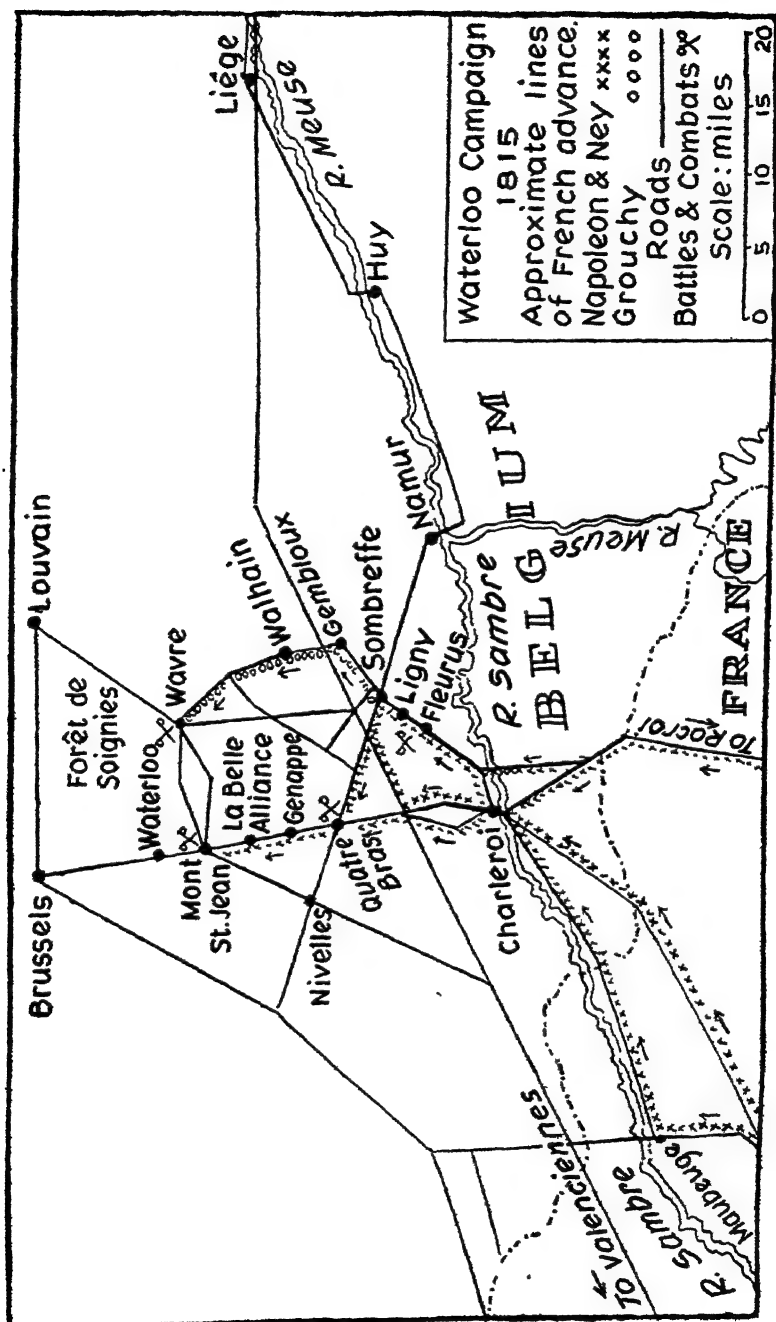 Brussels
Louvain
Liége
Forêt de
Soignies
Waterloo
Wavre
R. Meuse
Mont
St. Jean
La Belle
Alliance
Genappe
Walhain
Gembloux
Huy
Nivelles
Quatre
Bras
Sombreffe
Ligny
Fleurus
Namur
Charleroi
R. Sambre
BELGIUM
R. Meuse
To Valenciennes
R. Sambre
Maubeuge
To Rocroi
FRANCE
Waterloo Campaign
1815
Approximate lines
of French advance.
Napoleon & Ney xxxx
Grouchy oooo
Roads
Battles & Combats
Scale: miles
0 5 10 15 20